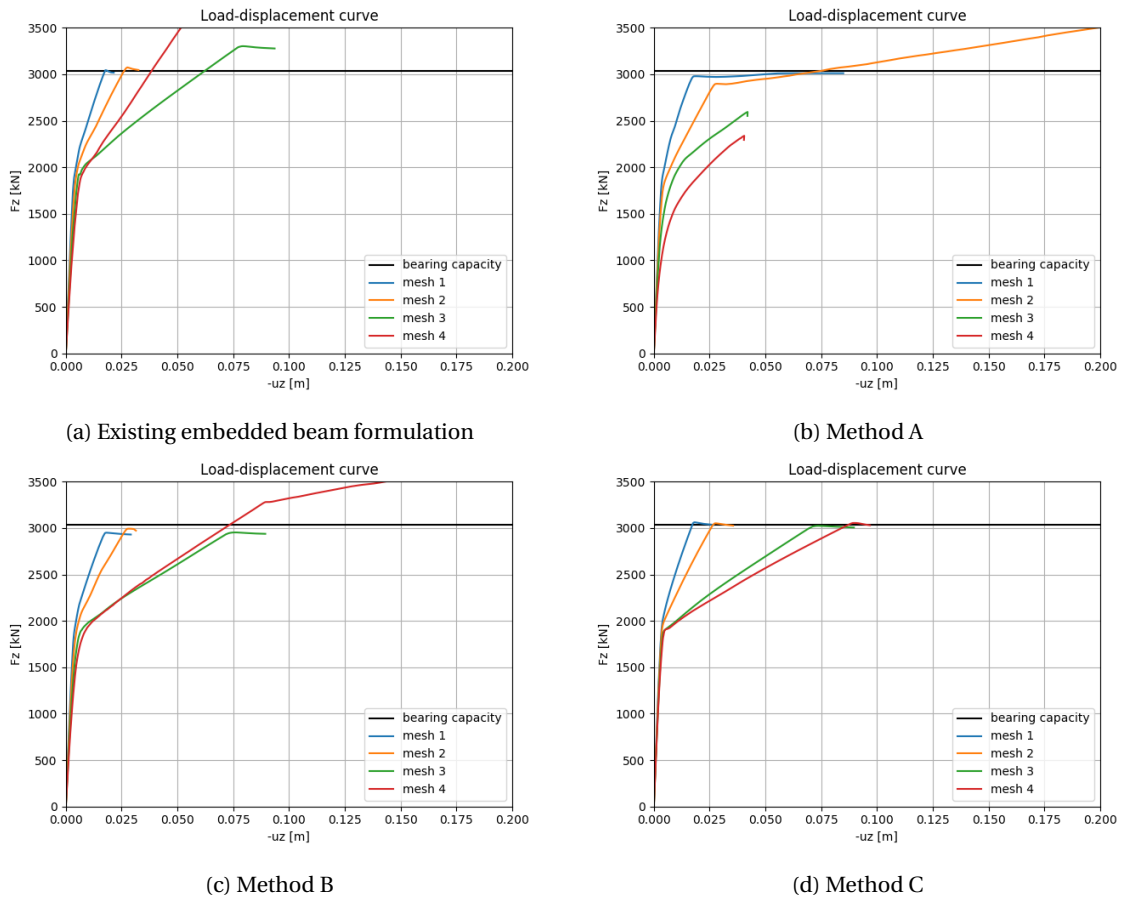 Load-displacement curve
3500
3000
2500
2000
1500
1000
500
0
Fz [kN]
bearing capacity
mesh 1
mesh 2
mesh 3
mesh 4
0.000 0.025 0.050 0.075 0.100 0.125 0.150 0.175 0.200
-uz [m]
(a) Existing embedded beam formulation
Load-displacement curve
3500
3000
2500
2000
1500
1000
500
0
Fz [kN]
bearing capacity
mesh 1
mesh 2
mesh 3
mesh 4
0.000 0.025 0.050 0.075 0.100 0.125 0.150 0.175 0.200
-uz [m]
(b) Method A
Load-displacement curve
3500
3000
2500
2000
1500
1000
500
0
Fz [kN]
bearing capacity
mesh 1
mesh 2
mesh 3
mesh 4
0.000 0.025 0.050 0.075 0.100 0.125 0.150 0.175 0.200
-uz [m]
(c) Method B
Load-displacement curve
3500
3000
2500
2000
1500
1000
500
0
Fz [kN]
bearing capacity
mesh 1
mesh 2
mesh 3
mesh 4
0.000 0.025 0.050 0.075 0.100 0.125 0.150 0.175 0.200
-uz [m]
(d) Method C